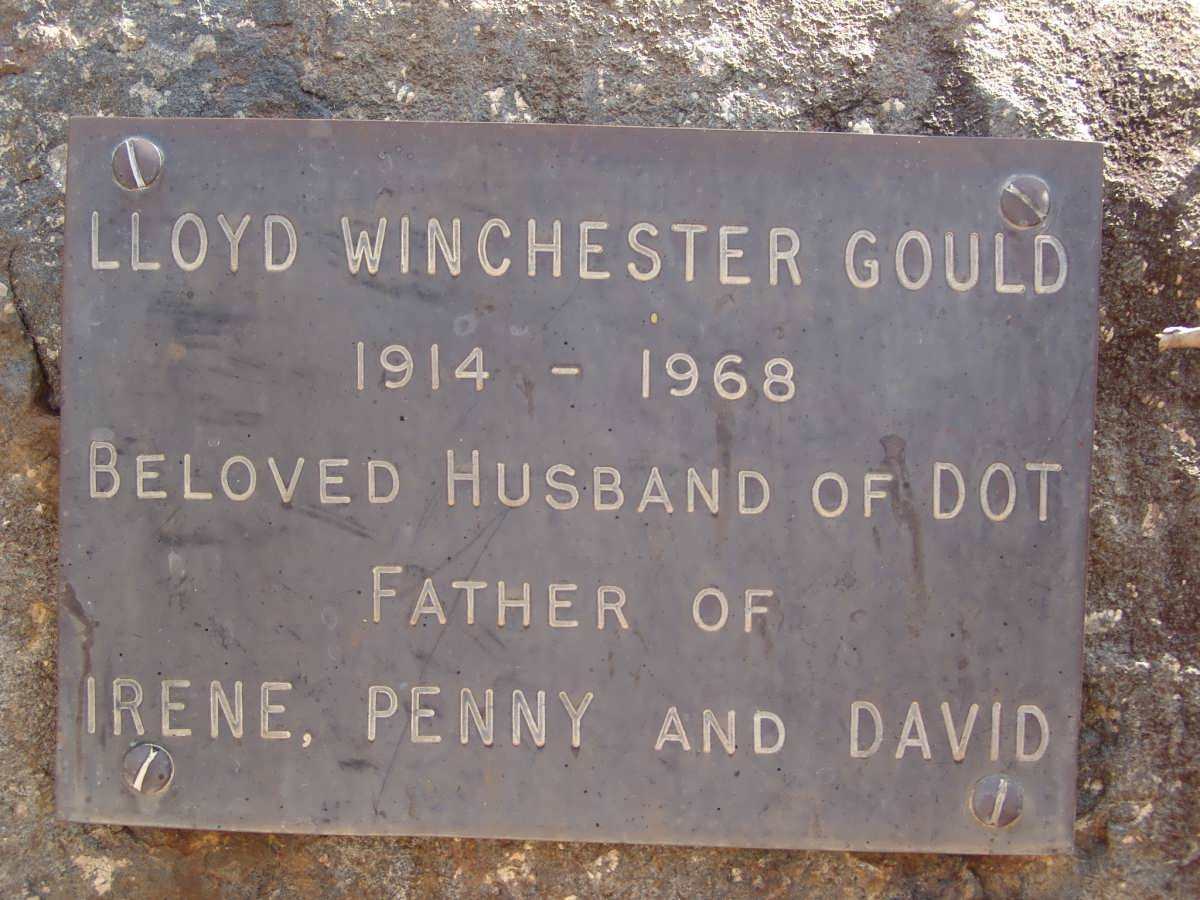 LLOYD WINCHESTER GOULD
1914 - 1968
BELOVED HUSBAND OF DOT
FATHER OF
IRENE, PENNY AND DAVID